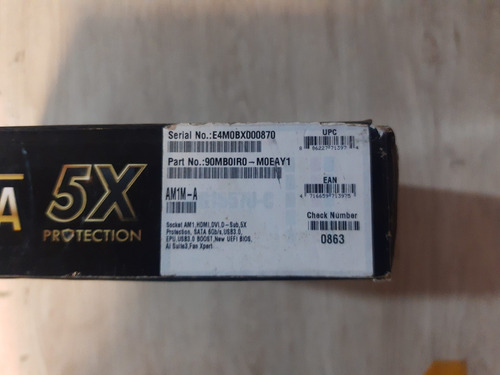 A
5X
PROTECTION
Serial No.:E4M0BX000870
Part No.:90MB0IR0-M0EAY1
AM1M-A
Socket AM1,HDMI,DVI,D-Sub,5X
Protection, SATA 6Gb/s,USB3.0,
EPU,USB3.0 BOOST,New UEFI BIOS,
AI Suite3,Fan Xpert
UPC
EAN
Check Number
0863